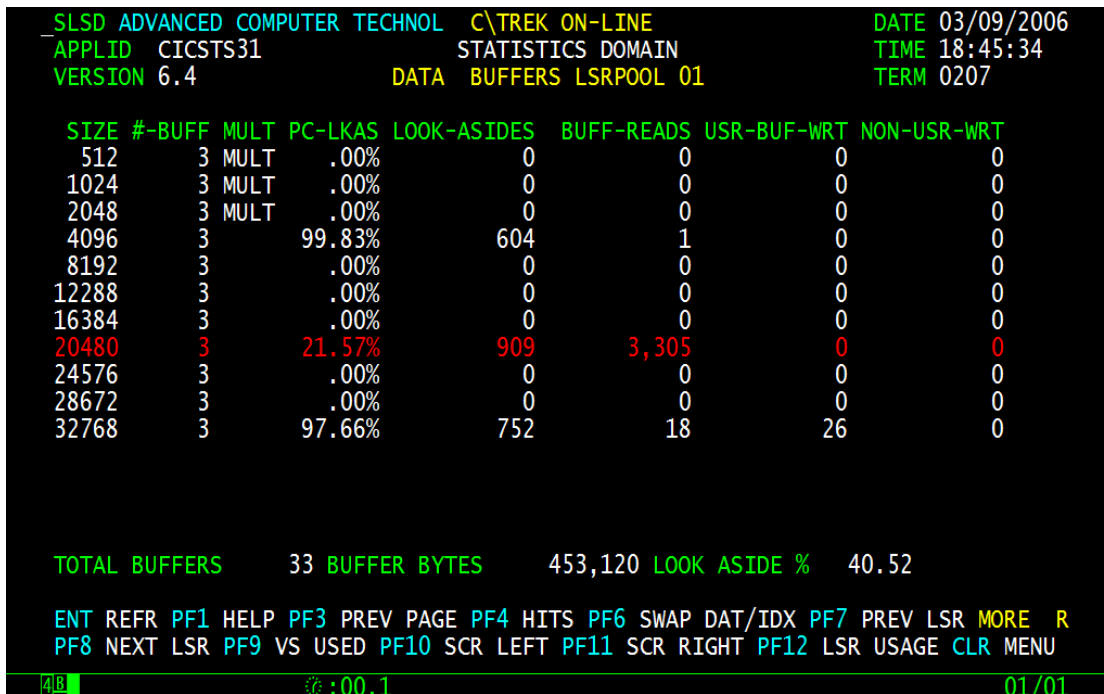 _SLSD ADVANCED COMPUTER TECHNOL C\TREK ON-LINE DATE 03/09/2006
APPLID CICSTS31 STATISTICS DOMAIN TIME 18:45:34
VERSION 6.4 DATA BUFFERS LSRPOOL 01 TERM 0207
SIZE #-BUFF MULT PC-LKAS LOOK-ASIDES BUFF-READS USR-BUF-WRT NON-USR-WRT
512 3 MULT .00% 0 0 0 0
1024 3 MULT .00% 0 0 0 0
2048 3 MULT .00% 0 0 0 0
4096 3 99.83% 604 1 0 0
8192 3 .00% 0 0 0 0
12288 3 .00% 0 0 0 0
16384 3 .00% 0 0 0 0
20480 3 21.57% 909 3,305 0 0
24576 3 .00% 0 0 0 0
28672 3 .00% 0 0 0 0
32768 3 97.66% 752 18 26 0
TOTAL BUFFERS 33 BUFFER BYTES 453,120 LOOK ASIDE % 40.52
ENT REFR PF1 HELP PF3 PREV PAGE PF4 HITS PF6 SWAP DAT/IDX PF7 PREV LSR MORE R
PF8 NEXT LSR PF9 VS USED PF10 SCR LEFT PF11 SCR RIGHT PF12 LSR USAGE CLR MENU
4B :00.1 01/01